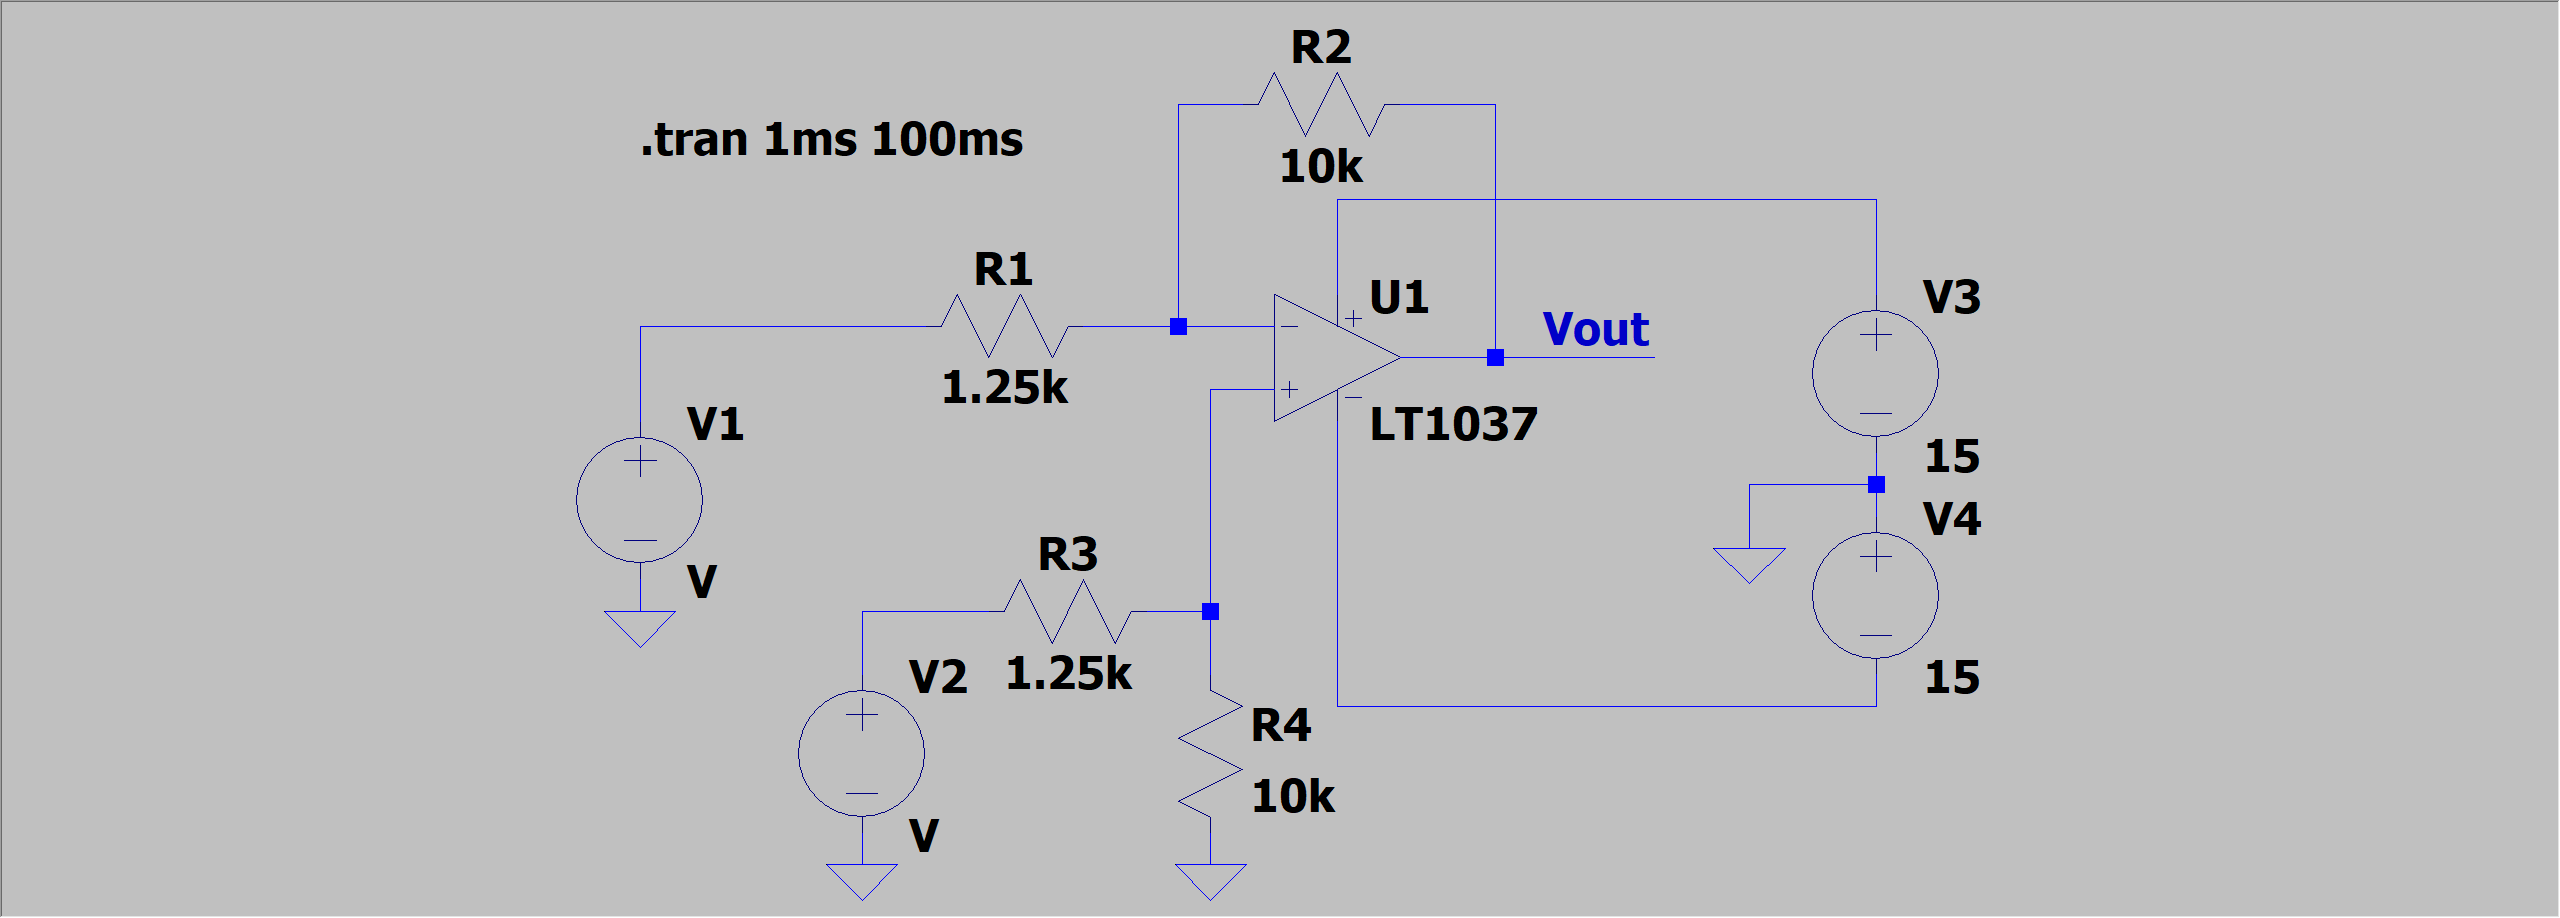 R2
.tran 1ms 100ms
10k
R1
U1
V3
Vout
1.25k
V1
LT1037
15
V4
R3
V
V2
1.25k
15
R4
10k
V